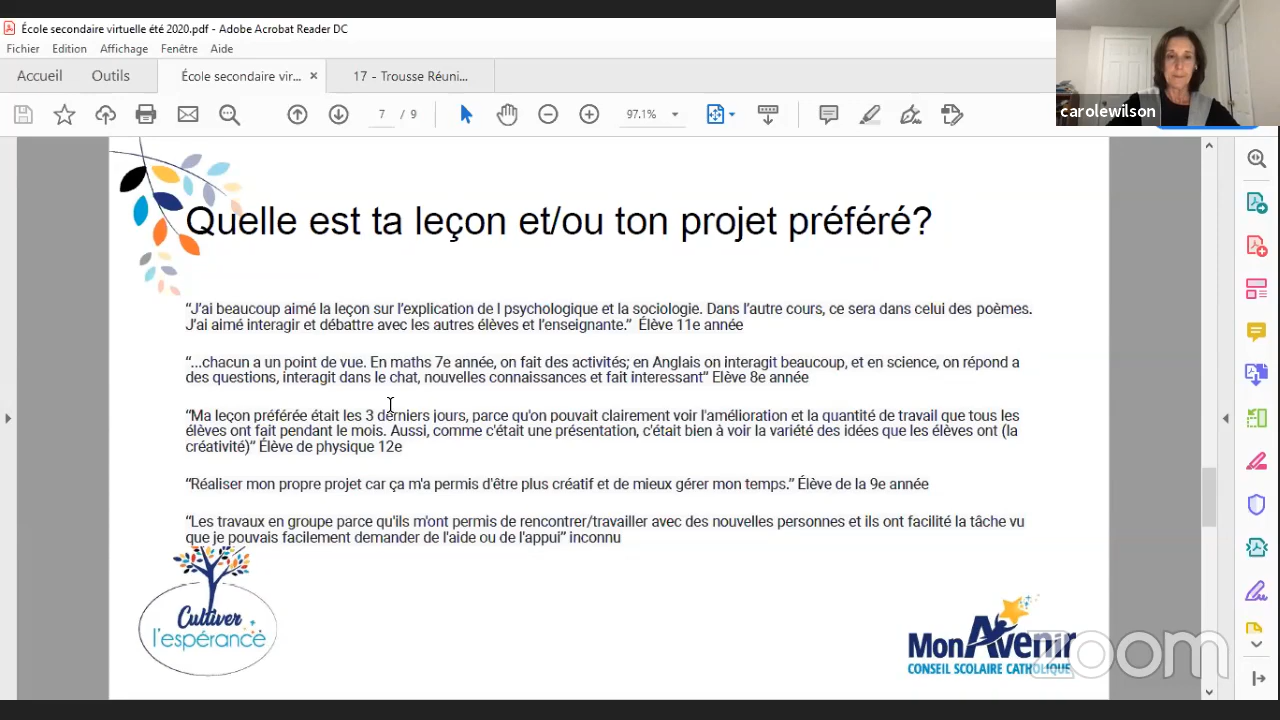 École secondaire virtuelle été 2020.pdf - Adobe Acrobat Reader DC
Fichier Edition Affichage Fenêtre Aide
Accueil Outils École secondaire vir... × 17 - Trousse Réuni...
7 / 9 97.1%
carolewilson
Quelle est ta leçon et/ou ton projet préféré?
“J’ai beaucoup aimé la leçon sur l’explication de l psychologique et la sociologie. Dans l’autre cours, ce sera dans celui des poèmes.
J’ai aimé interagir et débattre avec les autres élèves et l’enseignante.” Élève 11e année
“...chacun a un point de vue. En maths 7e année, on fait des activités; en Anglais on interagit beaucoup, et en science, on répond a
des questions, interagit dans le chat, nouvelles connaissances et fait interessant” Elève 8e année
“Ma leçon préférée était les 3 derniers jours, parce qu'on pouvait clairement voir l'amélioration et la quantité de travail que tous les
élèves ont fait pendant le mois. Aussi, comme c'était une présentation, c'était bien à voir la variété des idées que les élèves ont (la
créativité)” Élève de physique 12e
“Réaliser mon propre projet car ça m'a permis d'être plus créatif et de mieux gérer mon temps.” Élève de la 9e année
“Les travaux en groupe parce qu'ils m'ont permis de rencontrer/travailler avec des nouvelles personnes et ils ont facilité la tâche vu
que je pouvais facilement demander de l'aide ou de l'appui” inconnu
Cultiver
l'espérance
MonAvenir
CONSEIL SCOLAIRE CATHOLIQUE
zoom